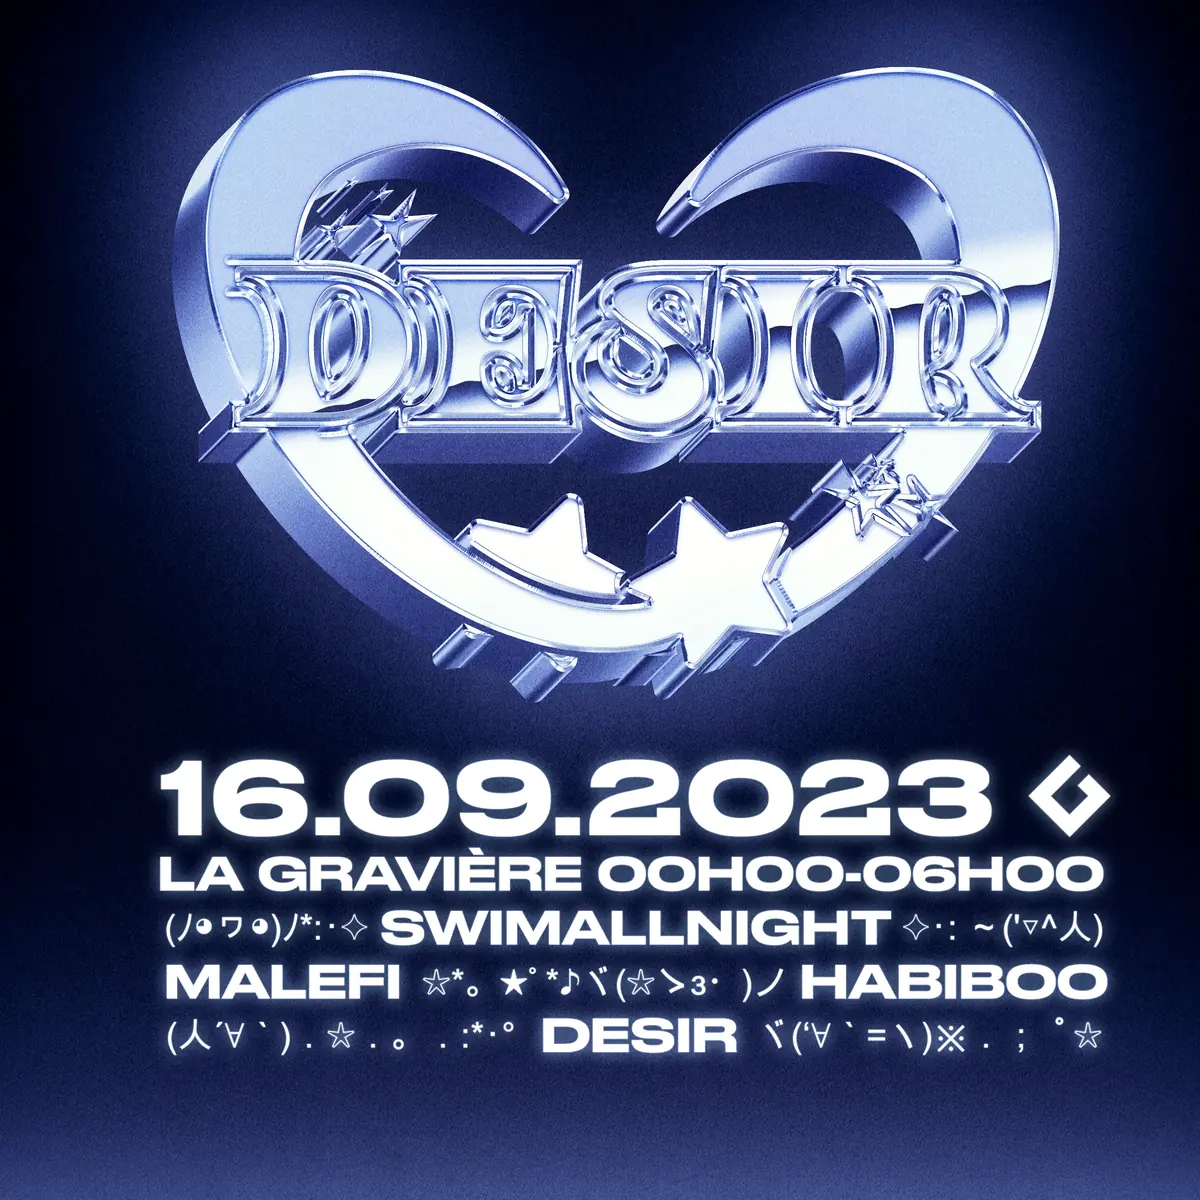 DESIR
16.09.2023
LA GRAVIÈRE 00H00-06H00
(ﾉ◕ヮ◕)ﾉ*:･✧ SWIMALLNIGHT ✧･: ~('▿^人)
MALEFI ☆*。★ﾟ*♪ヾ(☆ゝз･ )ノ HABIBOO
(人´∀｀) . ☆ . 。 . :*･° DESIR ヾ(‘∀｀=ヽ)※ . ； ﾟ☆